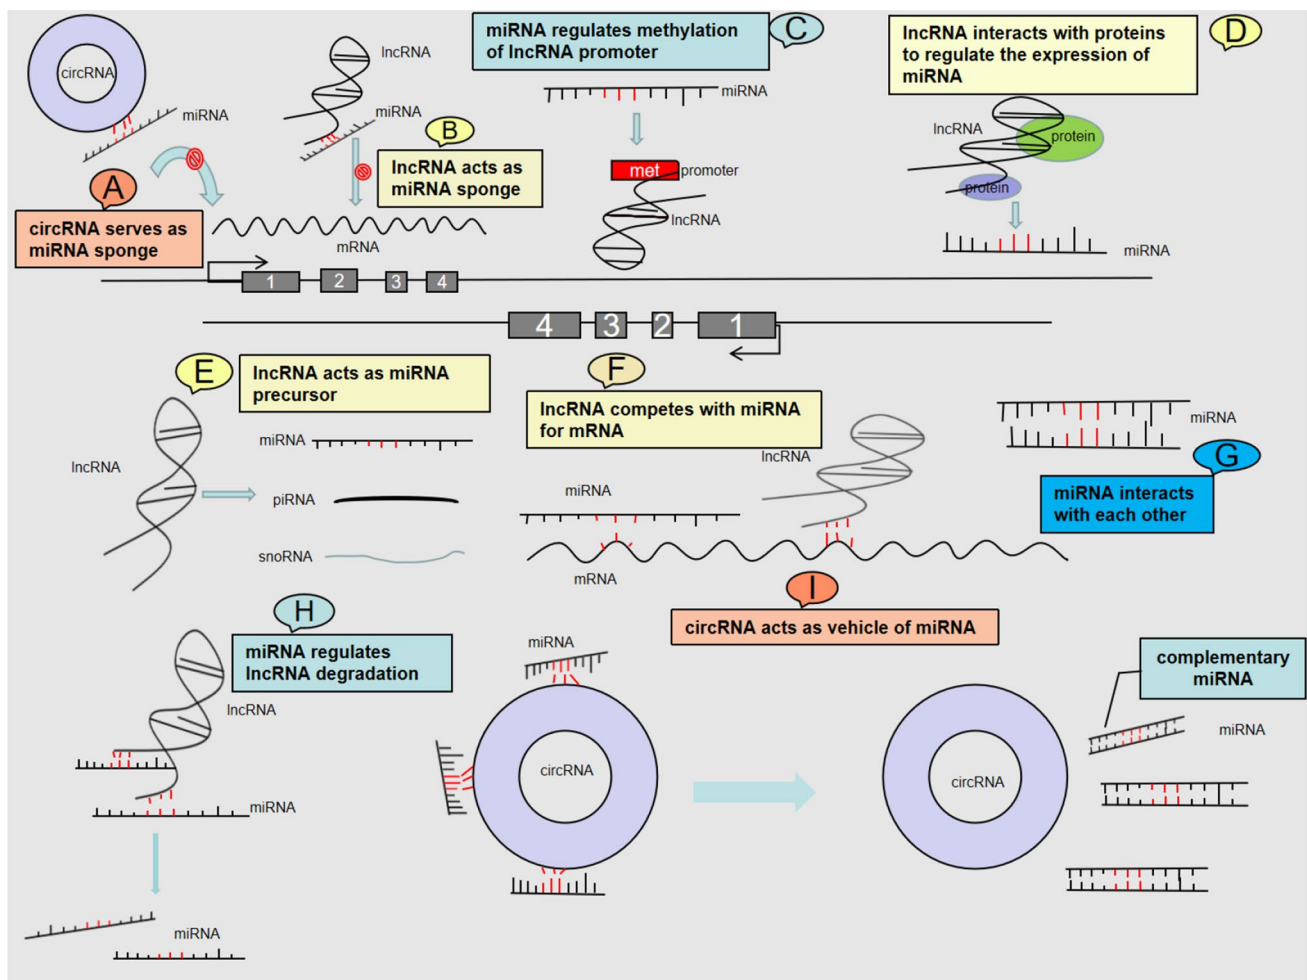 circRNA
miRNA
A
circRNA serves as
miRNA sponge
lncRNA
miRNA
B
lncRNA acts as
miRNA sponge
mRNA
miRNA regulates methylation
of lncRNA promoter
C
miRNA
met
promoter
lncRNA
lncRNA interacts with proteins
to regulate the expression of
miRNA
D
lncRNA
protein
protein
miRNA
1 2 3 4
4 3 2 1
E
lncRNA acts as miRNA
precursor
lncRNA
miRNA
piRNA
snoRNA
F
lncRNA competes with miRNA
for mRNA
lncRNA
miRNA
mRNA
miRNA
G
miRNA interacts
with each other
H
miRNA regulates
lncRNA degradation
lncRNA
miRNA
miRNA
I
circRNA acts as vehicle of miRNA
miRNA
circRNA
circRNA
complementary
miRNA
miRNA